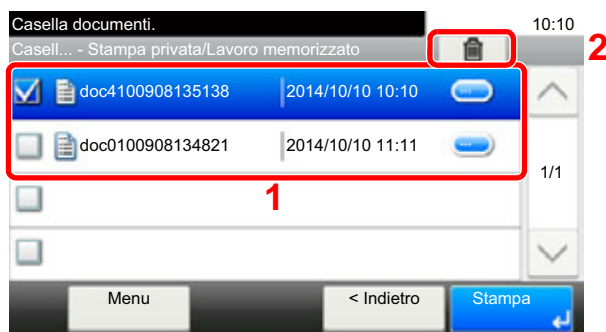 Casella documenti. 10:10
Casell... - Stampa privata/Lavoro memorizzato
2
doc4100908135138 2014/10/10 10:10
doc0100908134821 2014/10/10 11:11
1/1
1
Menu < Indietro Stampa